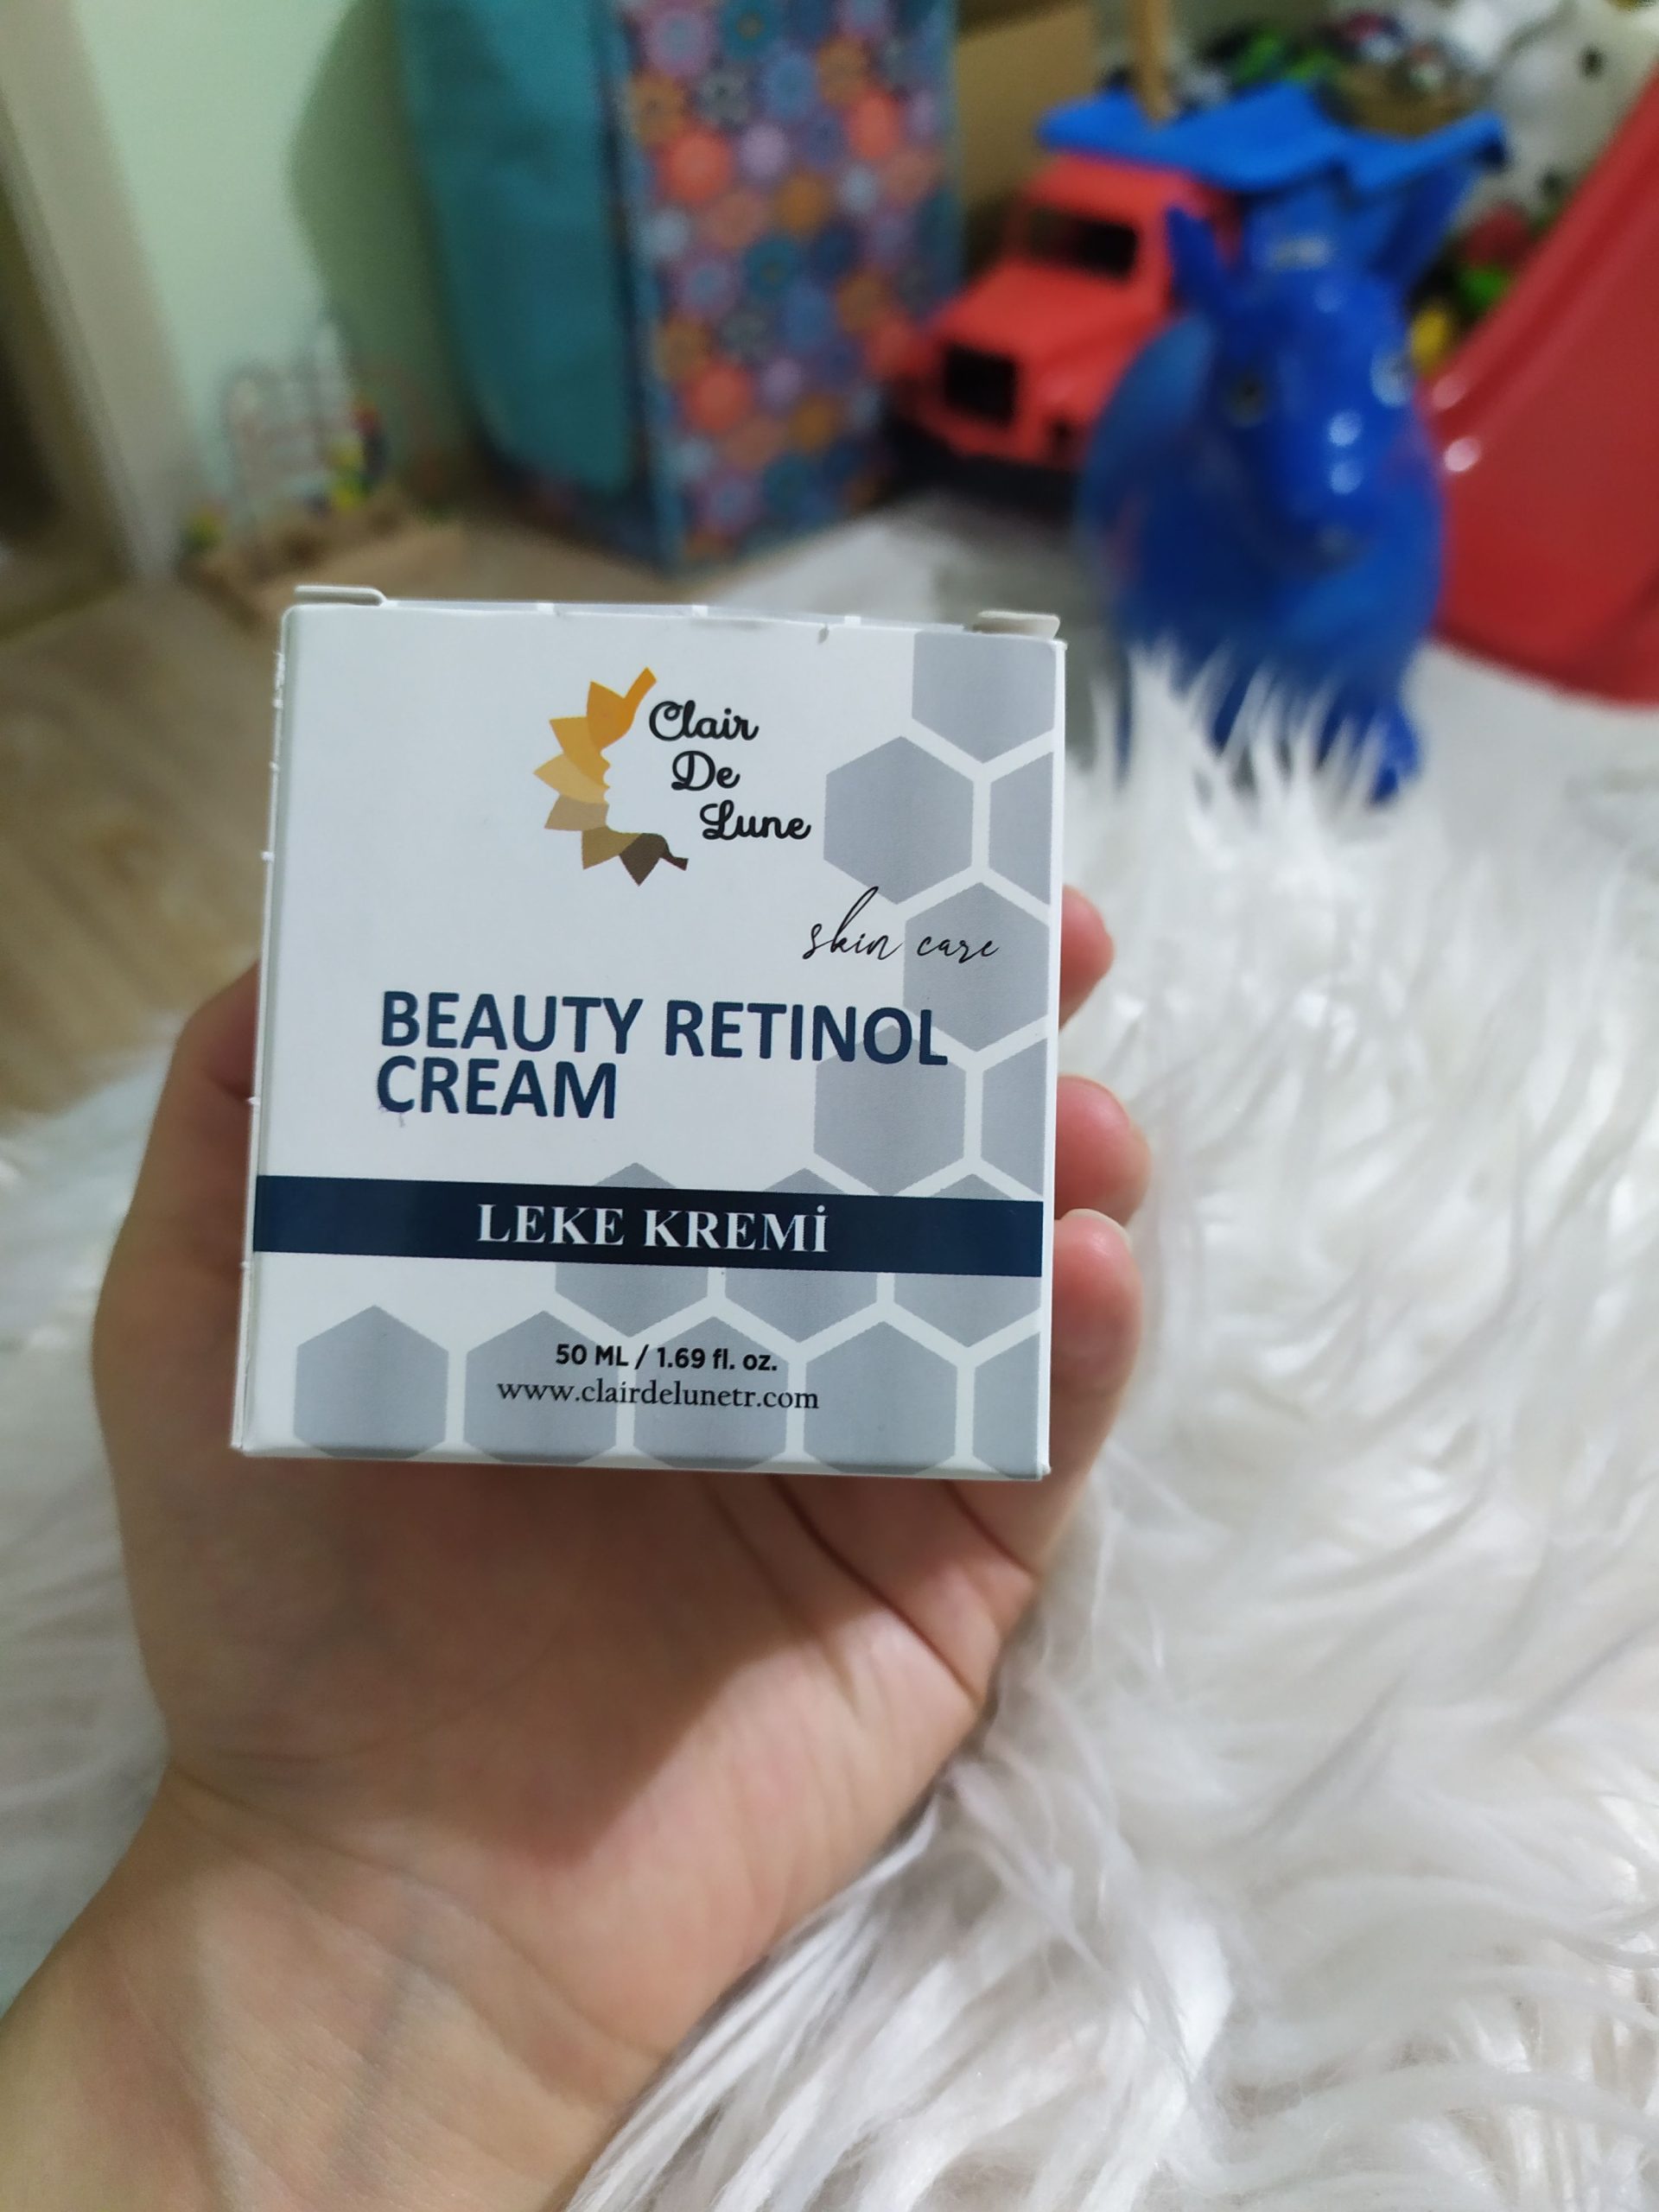 Clair
De
Lune
skin care
BEAUTY RETINOL
CREAM
LEKE KREMİ
50 ML / 1.69 fl. oz.
www.clairdelunetr.com